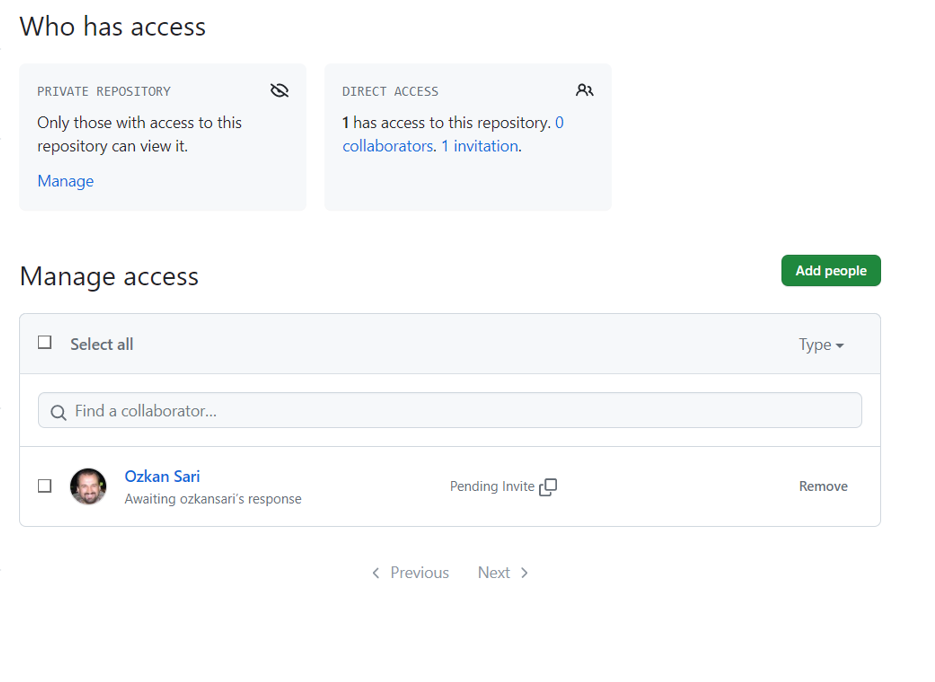 Who has access
PRIVATE REPOSITORY
Only those with access to this
repository can view it.
Manage
DIRECT ACCESS
1 has access to this repository. 0
collaborators. 1 invitation.
Manage access
Add people
Select all
Type
Find a collaborator...
Ozkan Sari
Awaiting ozkansari's response
Pending Invite
Remove
Previous
Next